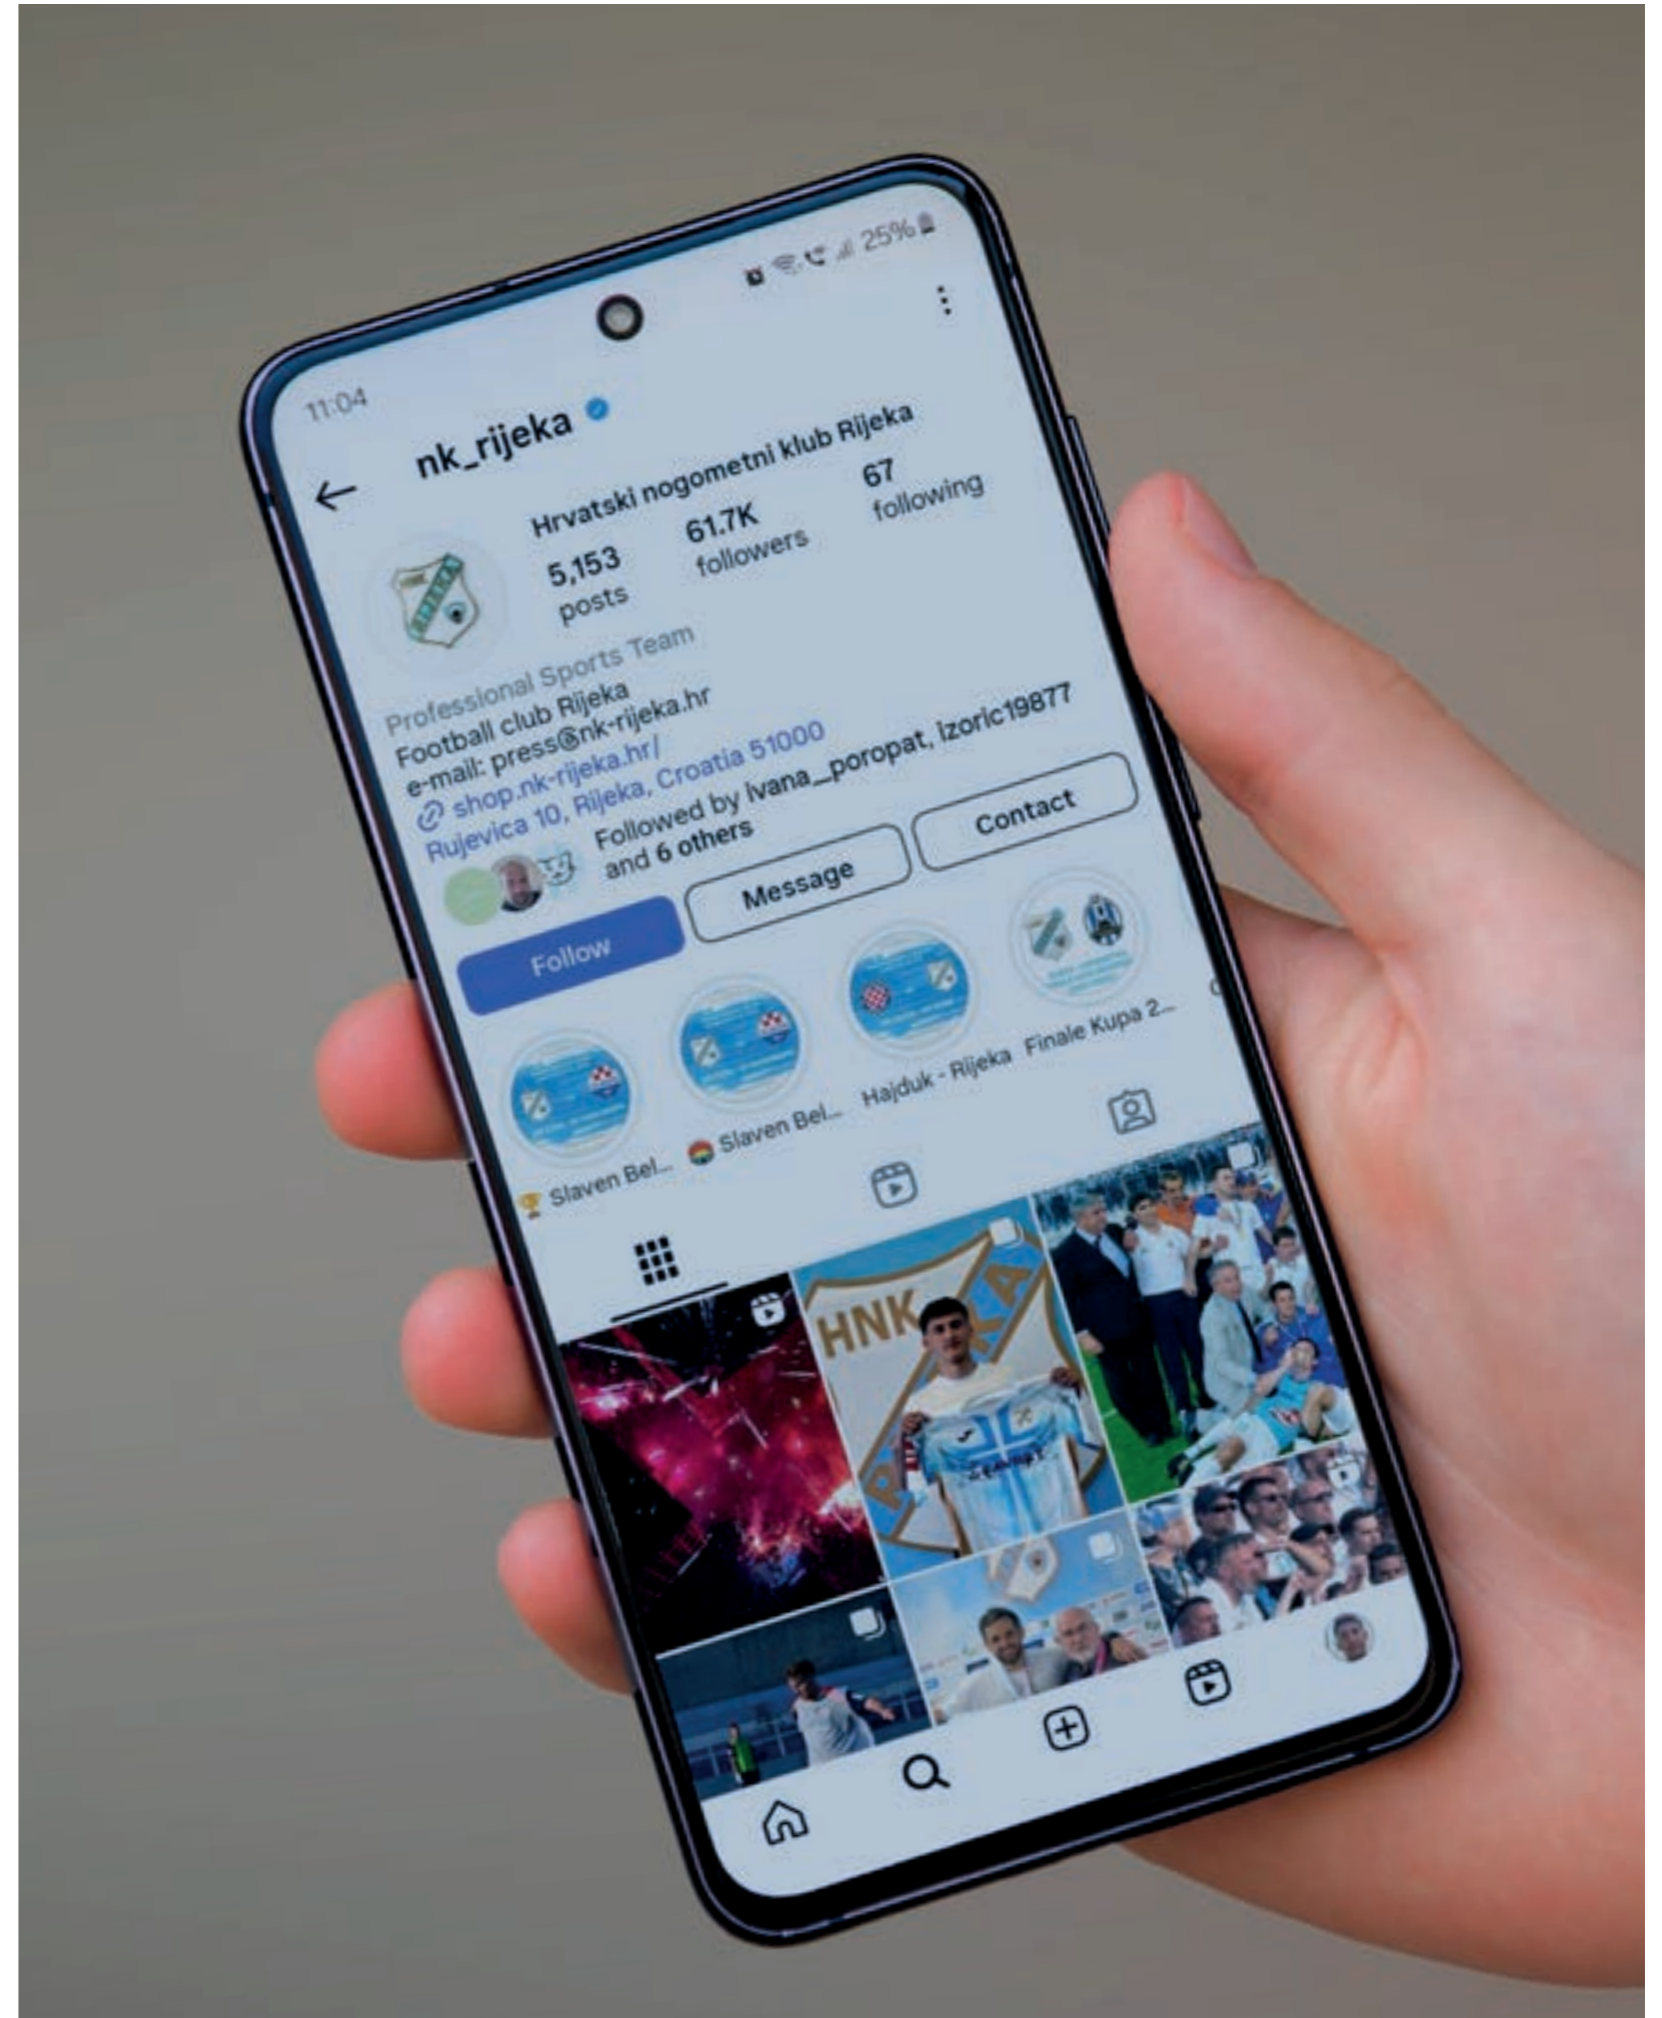 11:04
25%
nk_rijeka
Hrvatski nogometni klub Rijeka
5,153 61.7K 67
posts followers following
HNK
RIJEKA
Professional Sports Team
Football club Rijeka
e-mail: press@nk-rijeka.hr
shop.nk-rijeka.hr/
Rujevica 10, Rijeka, Croatia 51000
Followed by ivana_poropat, izoric19877
and 6 others
Follow Message Contact
Slaven Bel... Slaven Bel... Hajduk - Rijeka Finale Kupa 2...
HNK